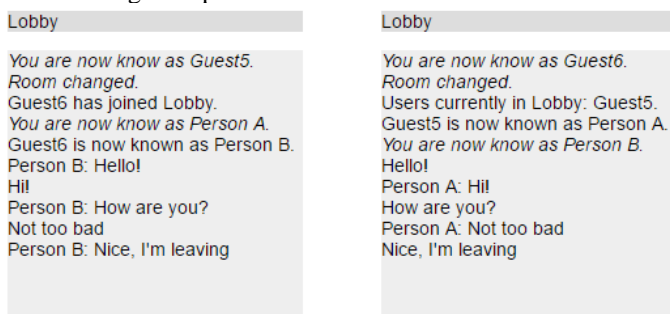 Lobby
You are now know as Guest5.
Room changed.
Guest6 has joined Lobby.
You are now know as Person A.
Guest6 is now known as Person B.
Person B: Hello!
Hi!
Person B: How are you?
Not too bad
Person B: Nice, I'm leaving
Lobby
You are now know as Guest6.
Room changed.
Users currently in Lobby: Guest5.
Guest5 is now known as Person A.
You are now know as Person B.
Hello!
Person A: Hi!
How are you?
Person A: Not too bad
Nice, I'm leaving